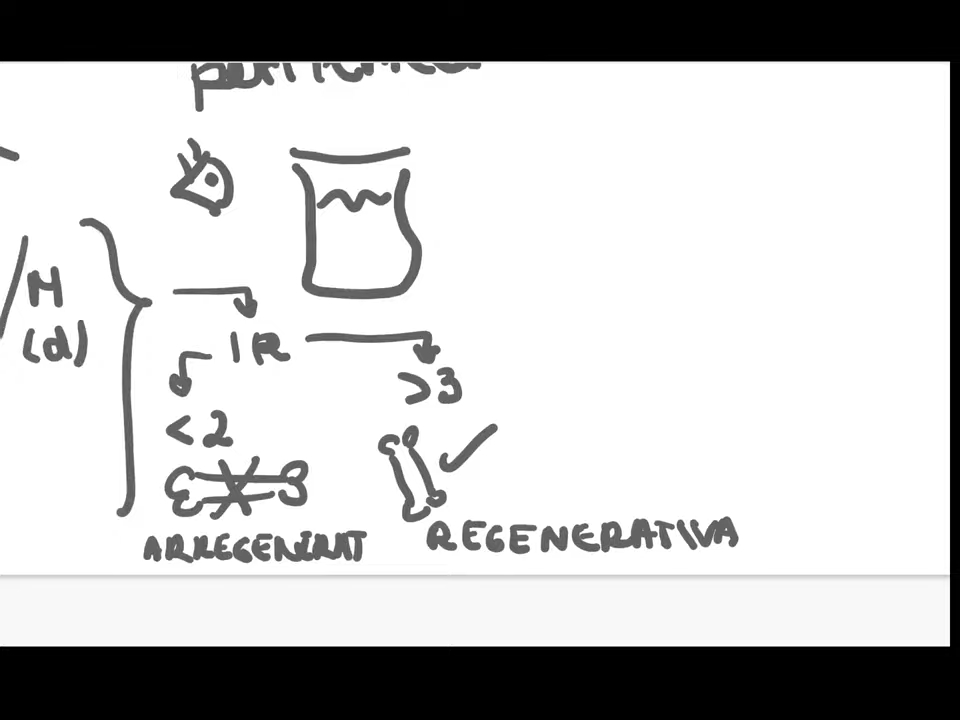 /M
(d)
IR
<2
>3
ARREGENERAT
REGENERATIVA